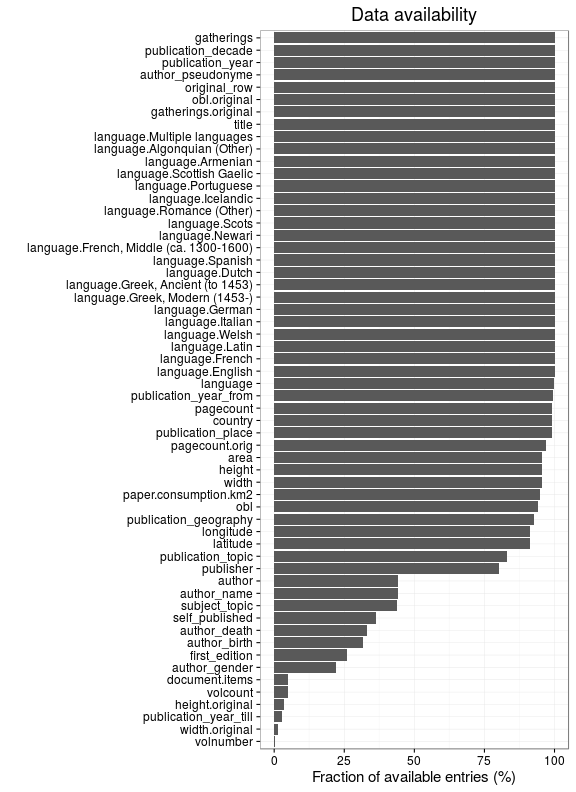 Data availability
gatherings
publication_decade
publication_year
author_pseudonyme
original_row
obl.original
gatherings.original
title
language.Multiple languages
language.Algonquian (Other)
language.Armenian
language.Scottish Gaelic
language.Portuguese
language.Icelandic
language.Romance (Other)
language.Scots
language.Newari
language.French, Middle (ca. 1300-1600)
language.Spanish
language.Dutch
language.Greek, Ancient (to 1453)
language.Greek, Modern (1453-)
language.German
language.Italian
language.Welsh
language.Latin
language.French
language.English
language
publication_year_from
pagecount
country
publication_place
pagecount.orig
area
height
width
paper.consumption.km2
obl
publication_geography
longitude
latitude
publication_topic
publisher
author
author_name
subject_topic
self_published
author_death
author_birth
first_edition
author_gender
document.items
volcount
height.original
publication_year_till
width.original
volnumber
0 25 50 75 100
Fraction of available entries (%)